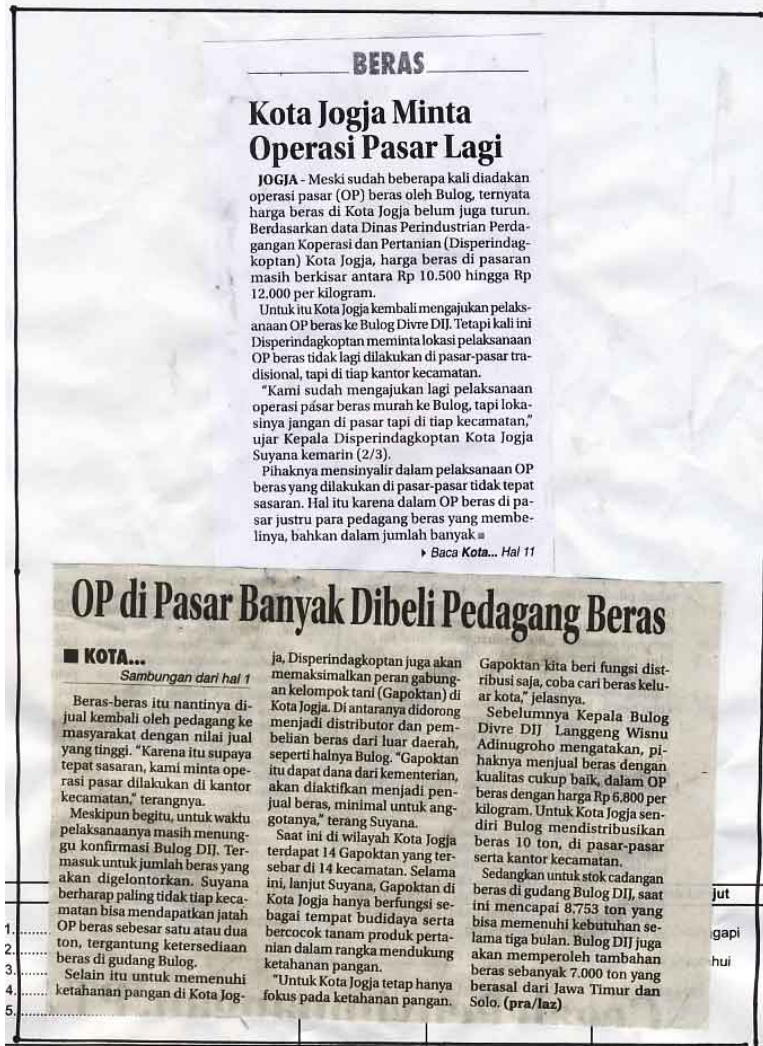 BERAS
Kota Jogja Minta
Operasi Pasar Lagi
JOGJA - Meski sudah beberapa kali diadakan
operasi pasar (OP) beras oleh Bulog, ternyata
harga beras di Kota Jogja belum juga turun.
Berdasarkan data Dinas Perindustrian Perda-
gangan Koperasi dan Pertanian (Disperindag-
koptan) Kota Jogja, harga beras di pasaran
masih berkisar antara Rp 10.500 hingga Rp
12.000 per kilogram.
Untuk itu Kota Jogja kembali mengajukan pelaks-
anaan OP beras ke Bulog Divre DIJ. Tetapi kali ini
Disperindagkoptan meminta lokasi pelaksanaan
OP beras tidak lagi dilakukan di pasar-pasar tra-
disional, tapi di tiap kantor kecamatan.
"Kami sudah mengajukan lagi pelaksanaan
operasi pasar beras murah ke Bulog, tapi loka-
sinya jangan di pasar tapi di tiap kecamatan,"
ujar Kepala Disperindagkoptan Kota Jogja
Suyana kemarin (2/3).
Pihaknya mensinyalir dalam pelaksanaan OP
beras yang dilakukan di pasar-pasar tidak tepat
sasaran. Hal itu karena dalam OP beras di pa-
sar justru para pedagang beras yang membe-
linya, bahkan dalam jumlah banyak
Baca Kota... Hal 11
OP di Pasar Banyak Dibeli Pedagang Beras
KOTA...
Sambungan dari hal 1
Beras-beras itu nantinya di-
jual kembali oleh pedagang ke
masyarakat dengan nilai jual
yang tinggi. "Karena itu supaya
tepat sasaran, kami minta ope-
rasi pasar dilakukan di kantor
kecamatan," terangnya.
Meskipun begitu, untuk waktu
pelaksanaanya masih menung-
gu konfirmasi Bulog DIJ. Ter-
masuk untuk jumlah beras yang
akan digelontorkan. Suyana
berharap paling tidak tiap keca-
matan bisa mendapatkan jatah
OP beras sebesar satu atau dua
ton, tergantung ketersediaan
beras di gudang Bulog.
Selain itu untuk memenuhi
ketahanan pangan di Kota Jog-
ja, Disperindagkoptan juga akan
memaksimalkan peran gabung-
an kelompok tani (Gapoktan) di
Kota Jogja. Di antaranya didorong
menjadi distributor dan pem-
belian beras dari luar daerah,
seperti halnya Bulog. "Gapoktan
itu dapat dana dari kementerian,
akan diaktifkan menjadi pen-
jual beras, minimal untuk ang-
gotanya," terang Suyana.
Saat ini di wilayah Kota Jogja
terdapat 14 Gapoktan yang ter-
sebar di 14 kecamatan. Selama
ini, lanjut Suyana, Gapoktan di
Kota Jogja hanya berfungsi se-
bagai tempat budidaya serta
bercocok tanam produk perta-
nian dalam rangka mendukung
ketahanan pangan.
"Untuk Kota Jogja tetap hanya
fokus pada ketahanan pangan.
Gapoktan kita beri fungsi dist-
ribusi saja, coba cari beras kelu-
ar kota," jelasnya.
Sebelumnya Kepala Bulog
Divre DIJ Langgeng Wisnu
Adinugroho mengatakan, pi-
haknya menjual beras dengan
kualitas cukup baik, dalam OP
beras dengan harga Rp 6.800 per
kilogram. Untuk Kota Jogja sen-
diri Bulog mendistribusikan
beras 10 ton, di pasar-pasar
serta kantor kecamatan.
Sedangkan untuk stok cadangan
beras di gudang Bulog DIJ, saat
ini mencapai 8.753 ton yang
bisa memenuhi kebutuhan se-
lama tiga bulan. Bulog DIJ juga
akan memperoleh tambahan
beras sebanyak 7.000 ton yang
berasal dari Jawa Timur dan
Solo. (pra/laz)
jut
1. gapi
2. hui
3.
4.
5.